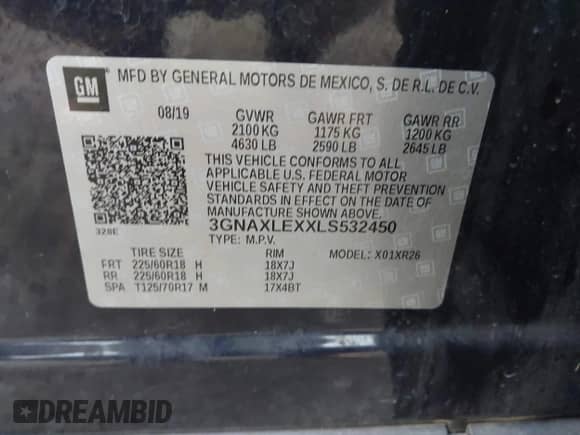 GM
MFD BY GENERAL MOTORS DE MEXICO, S. DE R.L. DE C.V.
08/19 GVWR GAWR FRT GAWR RR
2100 KG 1175 KG 1200 KG
4630 LB 2590 LB 2645 LB
THIS VEHICLE CONFORMS TO ALL
APPLICABLE U.S. FEDERAL MOTOR
VEHICLE SAFETY AND THEFT PREVENTION
STANDARDS IN EFFECT ON THE DATE OF
MANUFACTURE SHOWN ABOVE.
328E 3GNAXLEXXLS532450
TYPE: M.P.V. MODEL: X01XR26
TIRE SIZE RIM
FRT 225/60R18 H 18X7J
RR 225/60R18 H 18X7J
SPA T125/70R17 M 17X4BT
DREAMBID